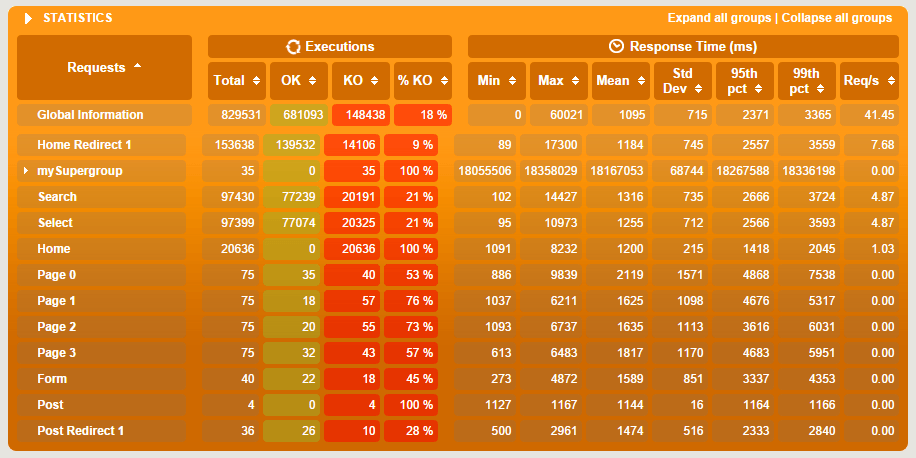 STATISTICS Expand all groups | Collapse all groups
Executions Response Time (ms)
Requests Total OK KO % KO Min Max Mean Std Dev 95th pct 99th pct Req/s
Global Information 829531 681093 148438 18 % 0 60021 1095 715 2371 3365 41.45
Home Redirect 1 153638 139532 14106 9 % 89 17300 1184 745 2557 3559 7.68
mySupergroup 35 0 35 100 % 18055506 18358029 18167053 68744 18267588 18336198 0.00
Search 97430 77239 20191 21 % 102 14427 1316 735 2666 3724 4.87
Select 97399 77074 20325 21 % 95 10973 1255 712 2566 3593 4.87
Home 20636 0 20636 100 % 1091 8232 1200 215 1418 2045 1.03
Page 0 75 35 40 53 % 886 9839 2119 1571 4868 7538 0.00
Page 1 75 18 57 76 % 1037 6211 1625 1098 4676 5317 0.00
Page 2 75 20 55 73 % 1093 6737 1635 1113 3616 6031 0.00
Page 3 75 32 43 57 % 613 6483 1817 1170 4683 5951 0.00
Form 40 22 18 45 % 273 4872 1589 851 3337 4353 0.00
Post 4 0 4 100 % 1127 1167 1144 16 1164 1166 0.00
Post Redirect 1 36 26 10 28 % 500 2961 1474 516 2333 2840 0.00